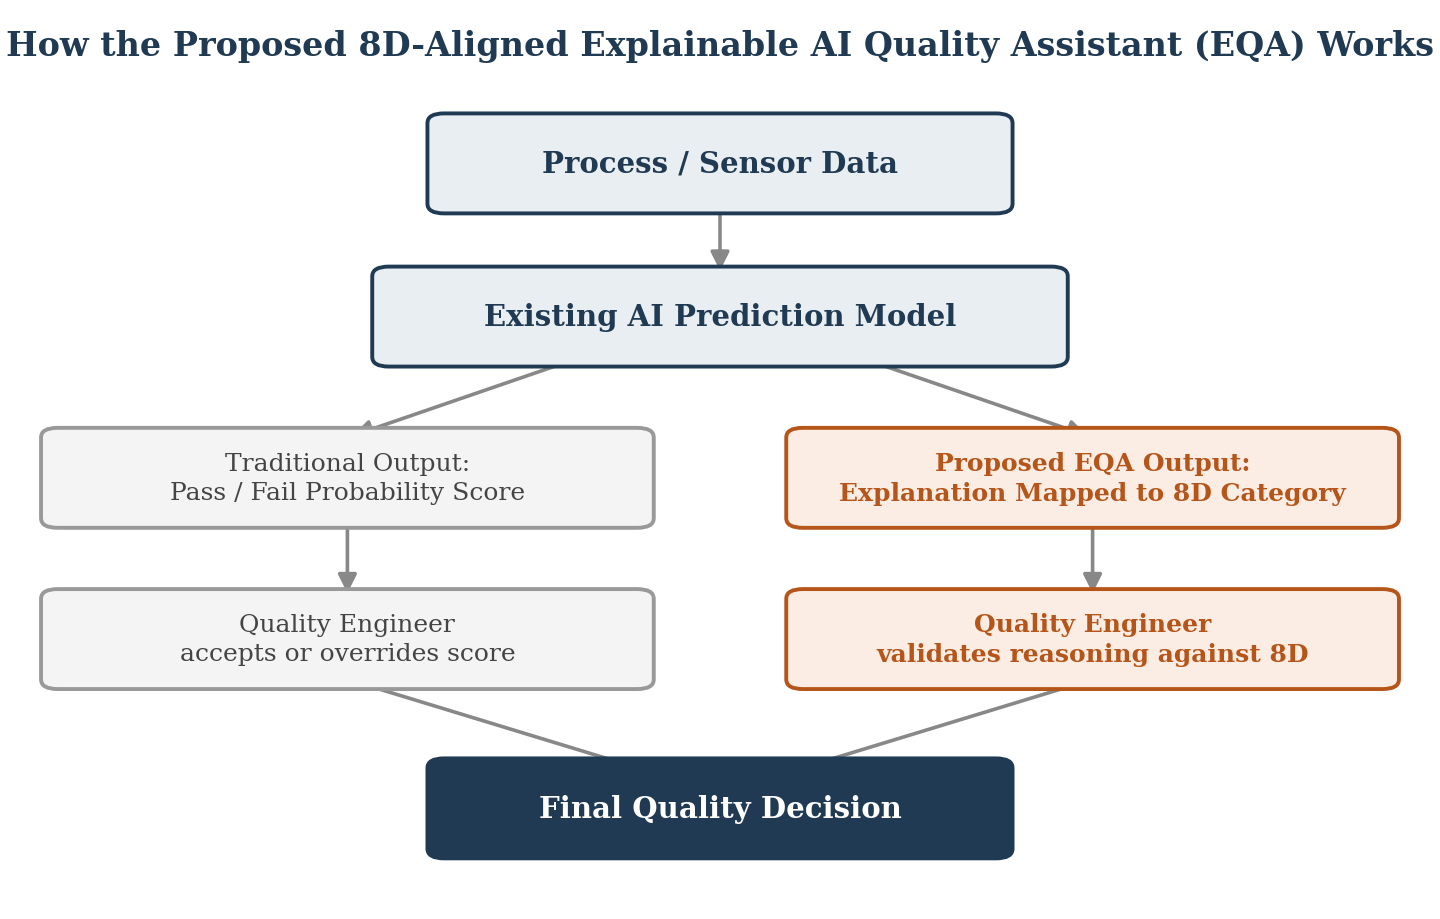 How the Proposed 8D-Aligned Explainable AI Quality Assistant (EQA) Works
Process / Sensor Data
Existing AI Prediction Model
Traditional Output:
Pass / Fail Probability Score
Proposed EQA Output:
Explanation Mapped to 8D Category
Quality Engineer
accepts or overrides score
Quality Engineer
validates reasoning against 8D
Final Quality Decision